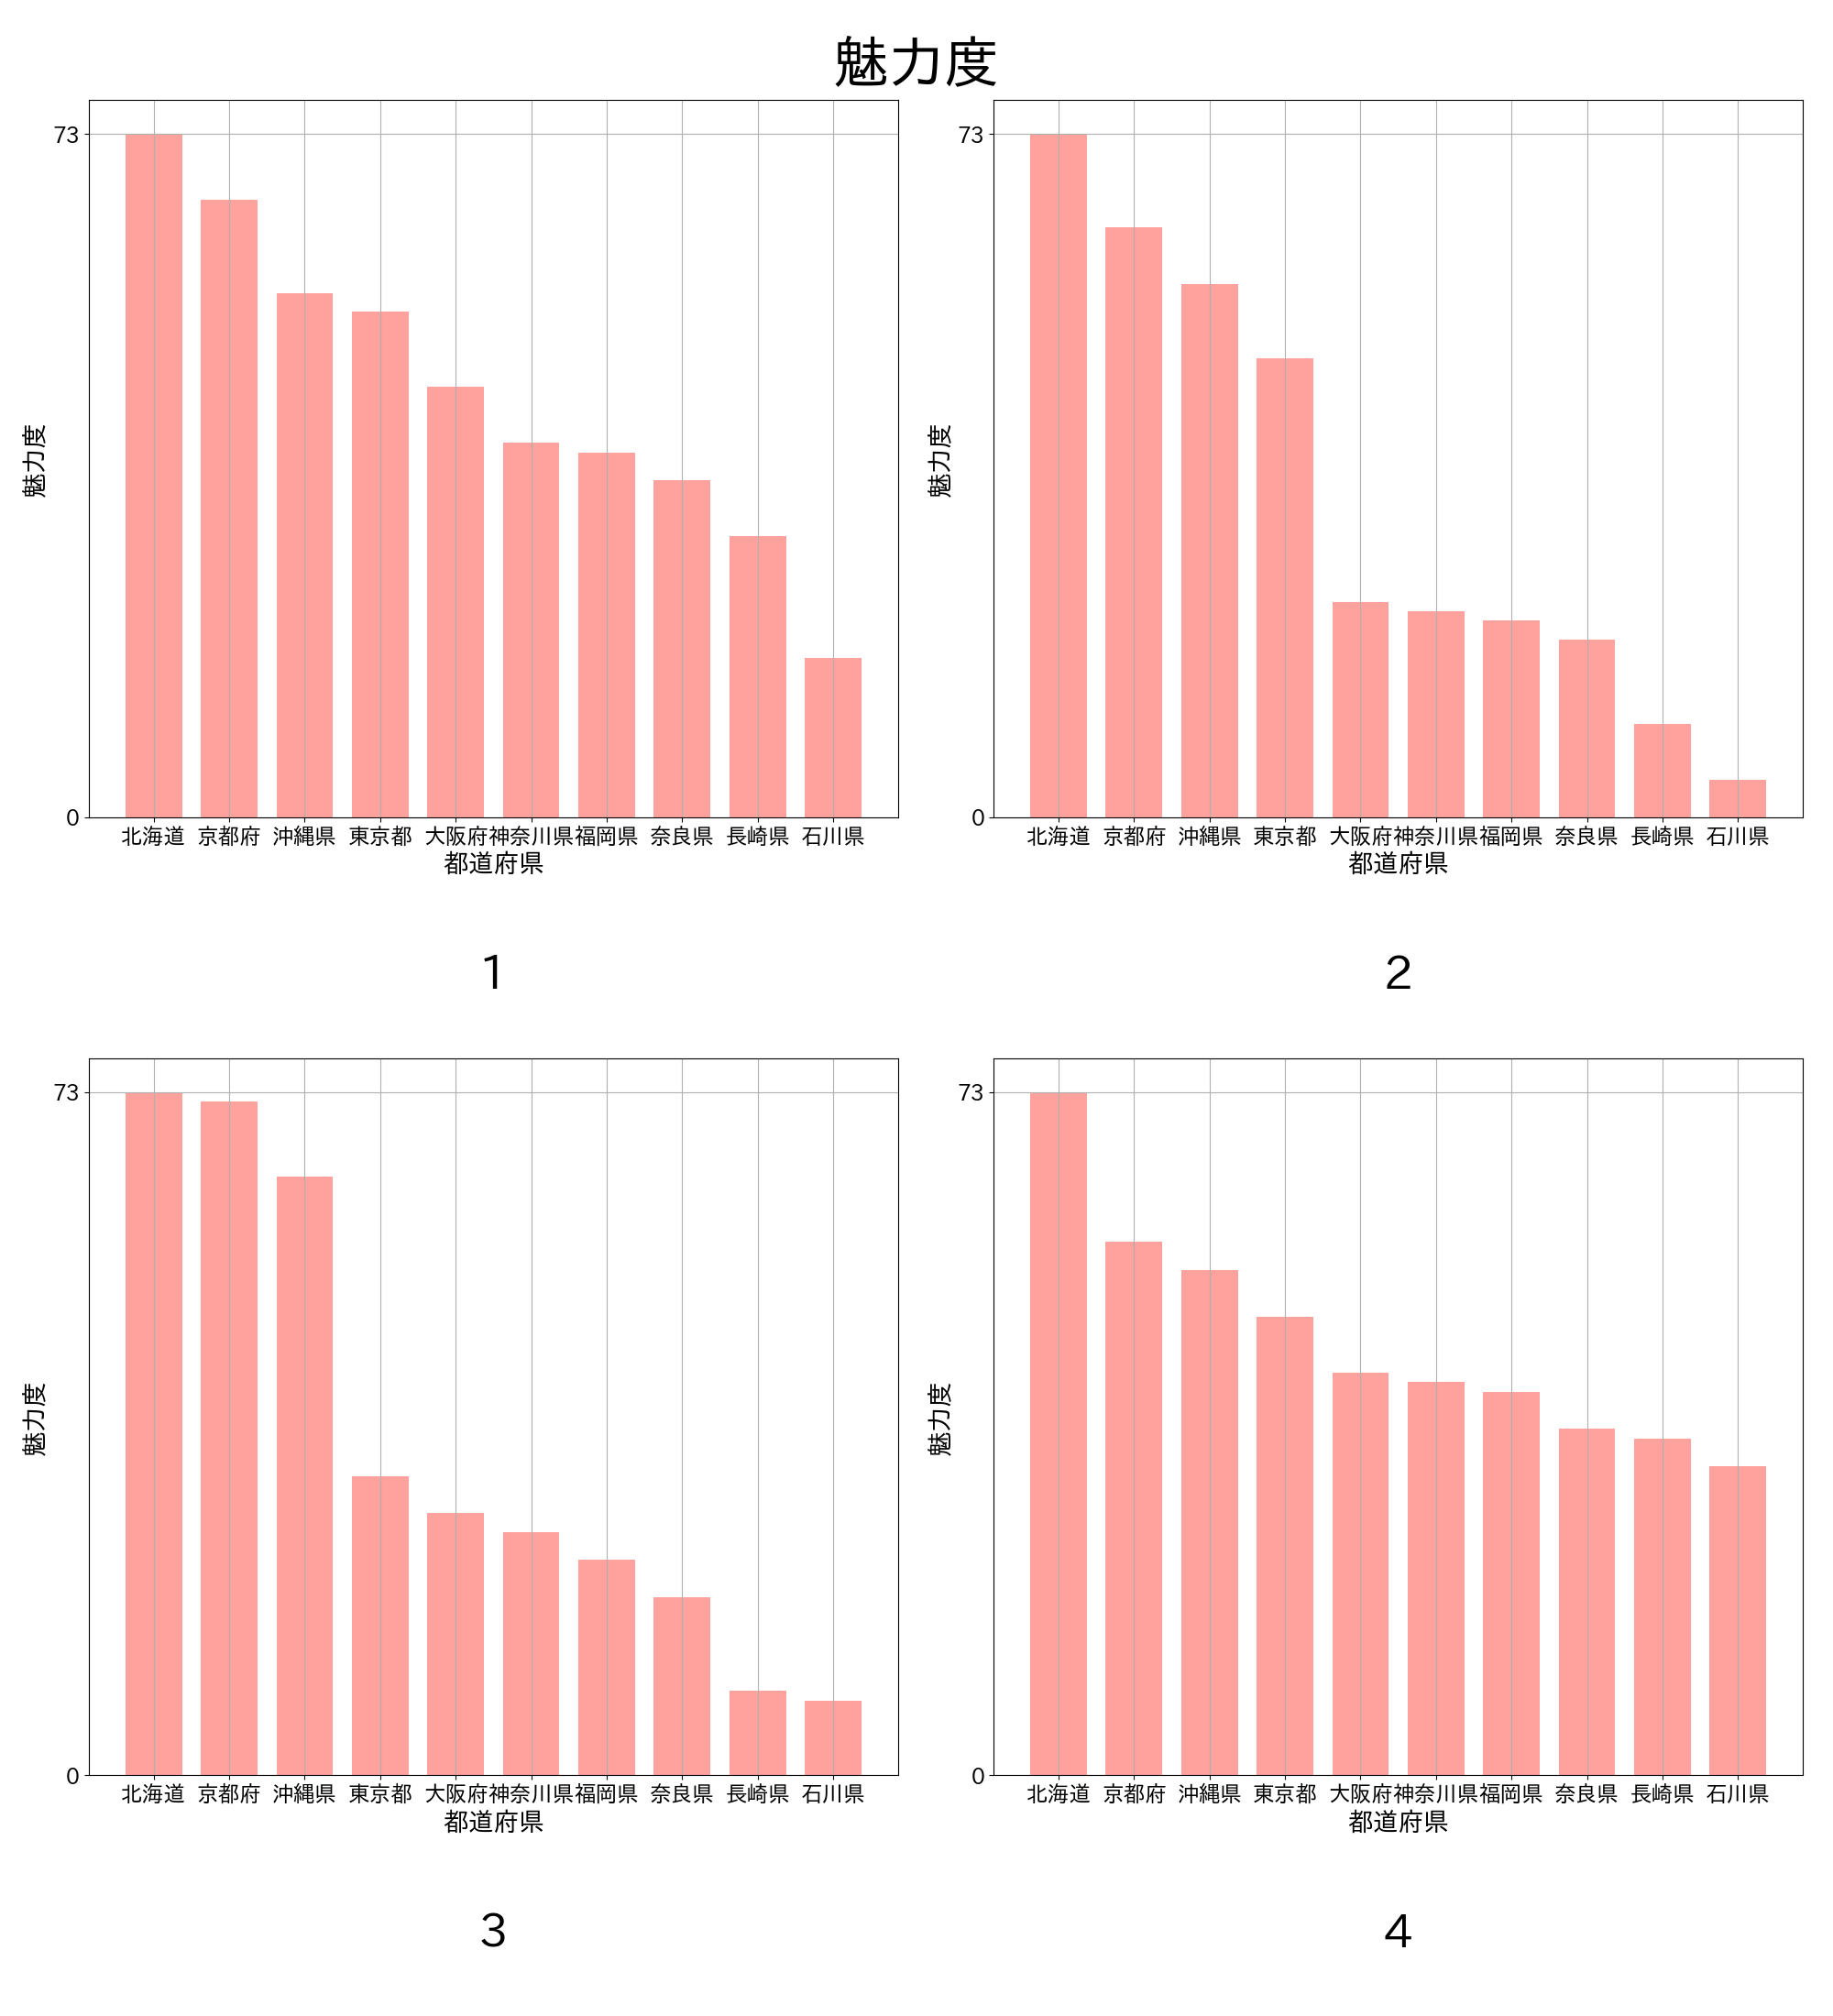 魅力度
73
0
魅力度
北海道 京都府 沖縄県 東京都 大阪府 神奈川県 福岡県 奈良県 長崎県 石川県
都道府県
1
73
0
魅力度
北海道 京都府 沖縄県 東京都 大阪府 神奈川県 福岡県 奈良県 長崎県 石川県
都道府県
2
73
0
魅力度
北海道 京都府 沖縄県 東京都 大阪府 神奈川県 福岡県 奈良県 長崎県 石川県
都道府県
3
73
0
魅力度
北海道 京都府 沖縄県 東京都 大阪府 神奈川県 福岡県 奈良県 長崎県 石川県
都道府県
4